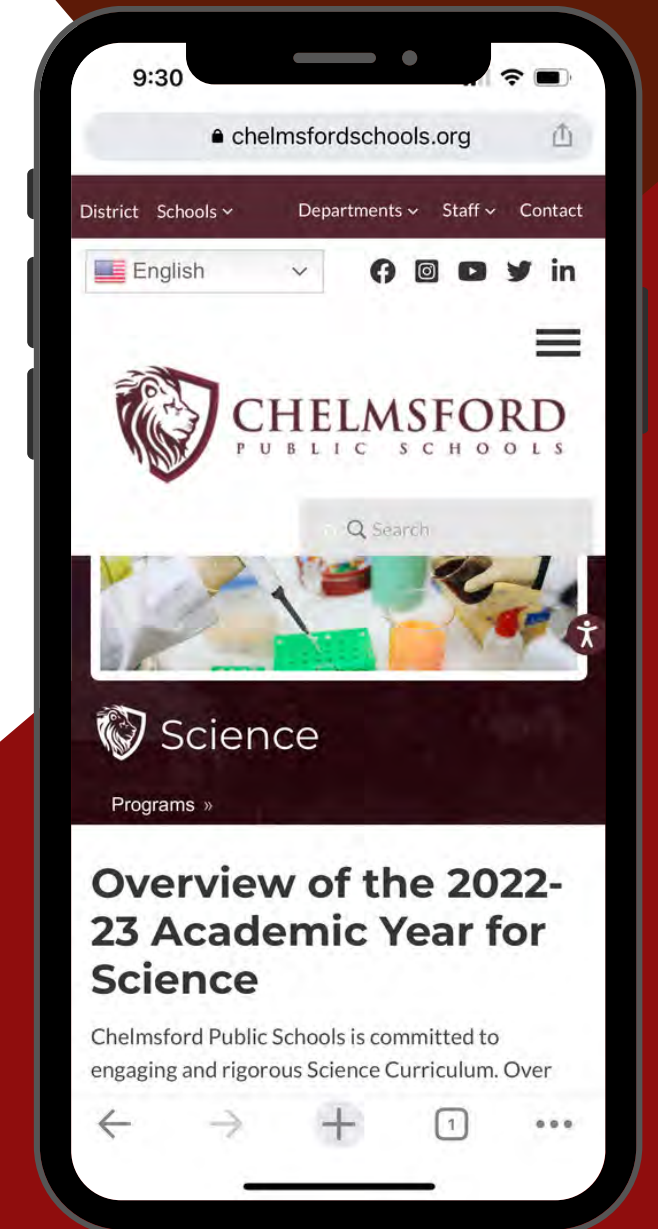 9:30
chelmsfordschools.org
District Schools Departments Staff Contact
English
in
CHELMSFORD
PUBLIC SCHOOLS
Search
Science
Programs »
Overview of the 2022-
23 Academic Year for
Science
Chelmsford Public Schools is committed to
engaging and rigorous Science Curriculum. Over
1